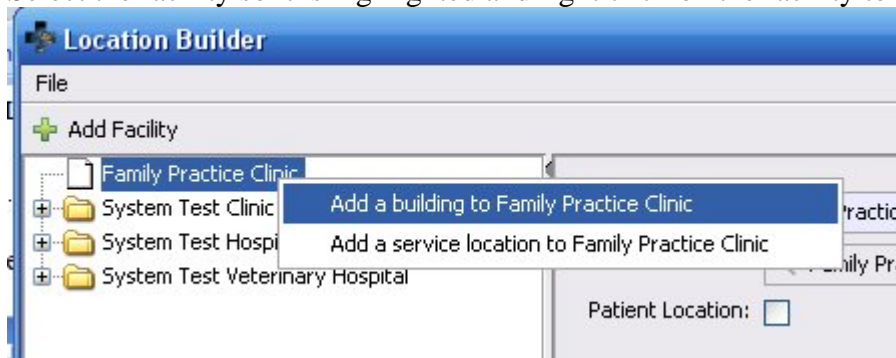 Location Builder
File
Add Facility
Family Practice Clinic
Add a building to Family Practice Clinic
System Test Clinic
Add a service location to Family Practice Clinic
System Test Hospi
System Test Veterinary Hospital
Patient Location: